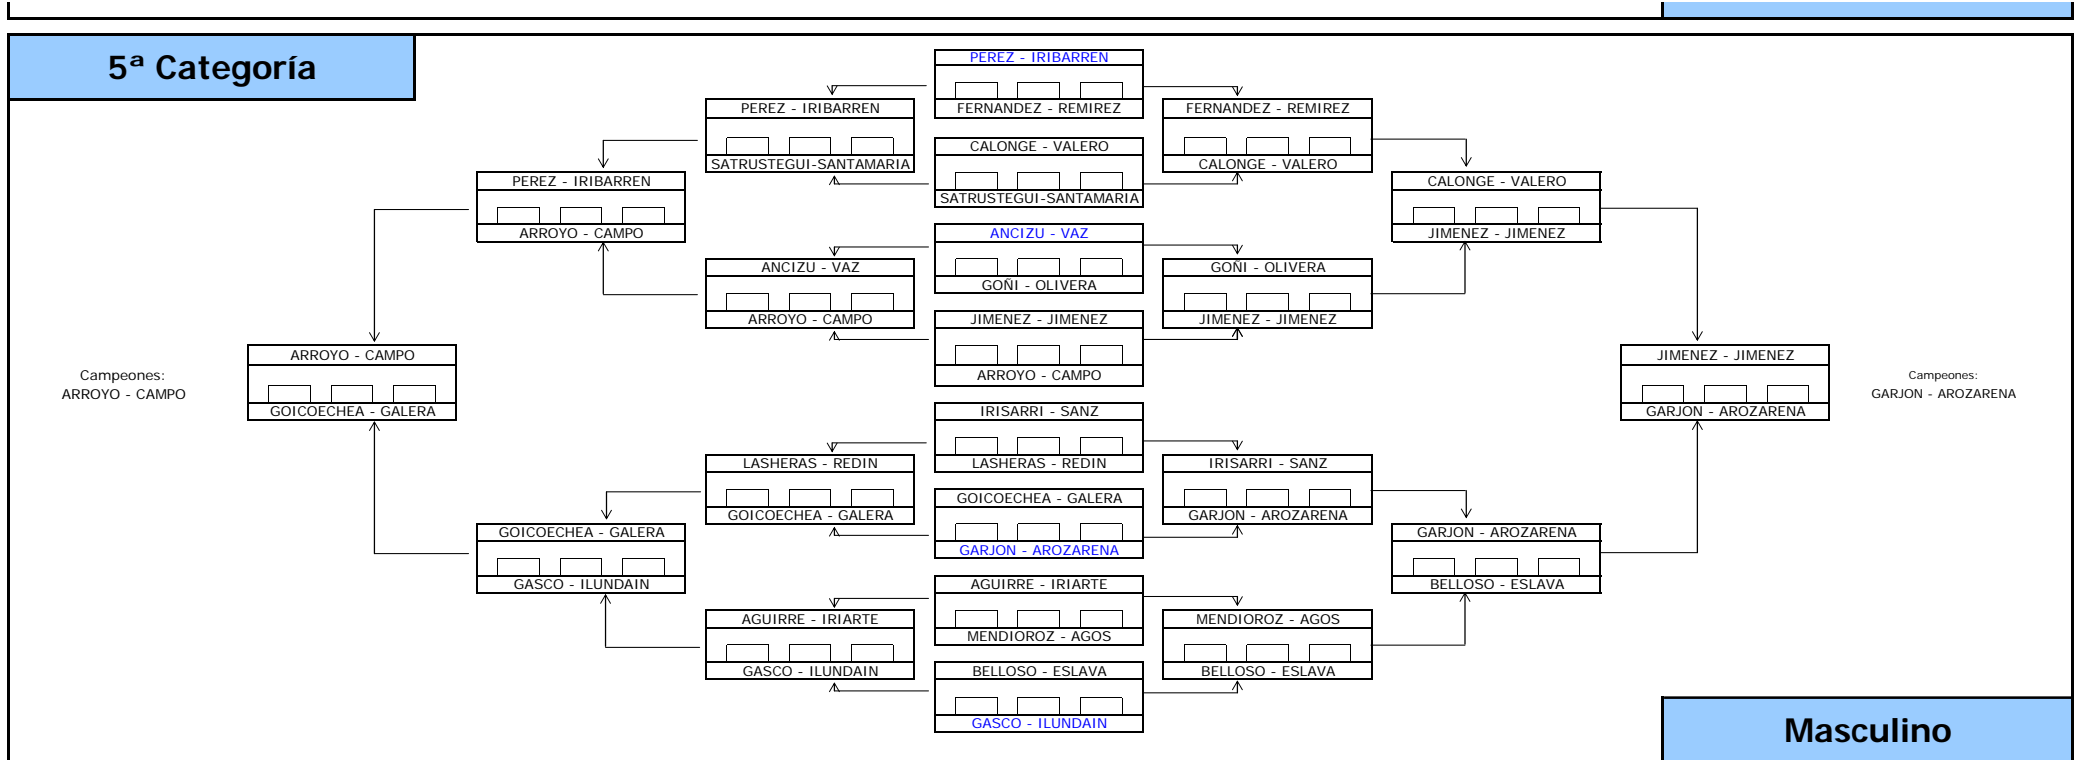 5ª Categoría
PEREZ - IRIBARREN
FERNANDEZ - REMIREZ
CALONGE - VALERO
SATRUSTEGUI-SANTAMARIA
ANCIZU - VAZ
GOÑI - OLIVERA
JIMENEZ - JIMENEZ
ARROYO - CAMPO
IRISARRI - SANZ
LASHERAS - REDIN
GOICOECHEA - GALERA
GARJON - AROZARENA
AGUIRRE - IRIARTE
MENDIOROZ - AGOS
BELLOSO - ESLAVA
GASCO - ILUNDAIN
PEREZ - IRIBARREN
SATRUSTEGUI-SANTAMARIA
ANCIZU - VAZ
ARROYO - CAMPO
LASHERAS - REDIN
GOICOECHEA - GALERA
AGUIRRE - IRIARTE
GASCO - ILUNDAIN
PEREZ - IRIBARREN
ARROYO - CAMPO
GOICOECHEA - GALERA
GASCO - ILUNDAIN
ARROYO - CAMPO
GOICOECHEA - GALERA
Campeones:
ARROYO - CAMPO
FERNANDEZ - REMIREZ
CALONGE - VALERO
GOÑI - OLIVERA
JIMENEZ - JIMENEZ
IRISARRI - SANZ
GARJON - AROZARENA
MENDIOROZ - AGOS
BELLOSO - ESLAVA
CALONGE - VALERO
JIMENEZ - JIMENEZ
GARJON - AROZARENA
BELLOSO - ESLAVA
JIMENEZ - JIMENEZ
GARJON - AROZARENA
Campeones:
GARJON - AROZARENA
Masculino